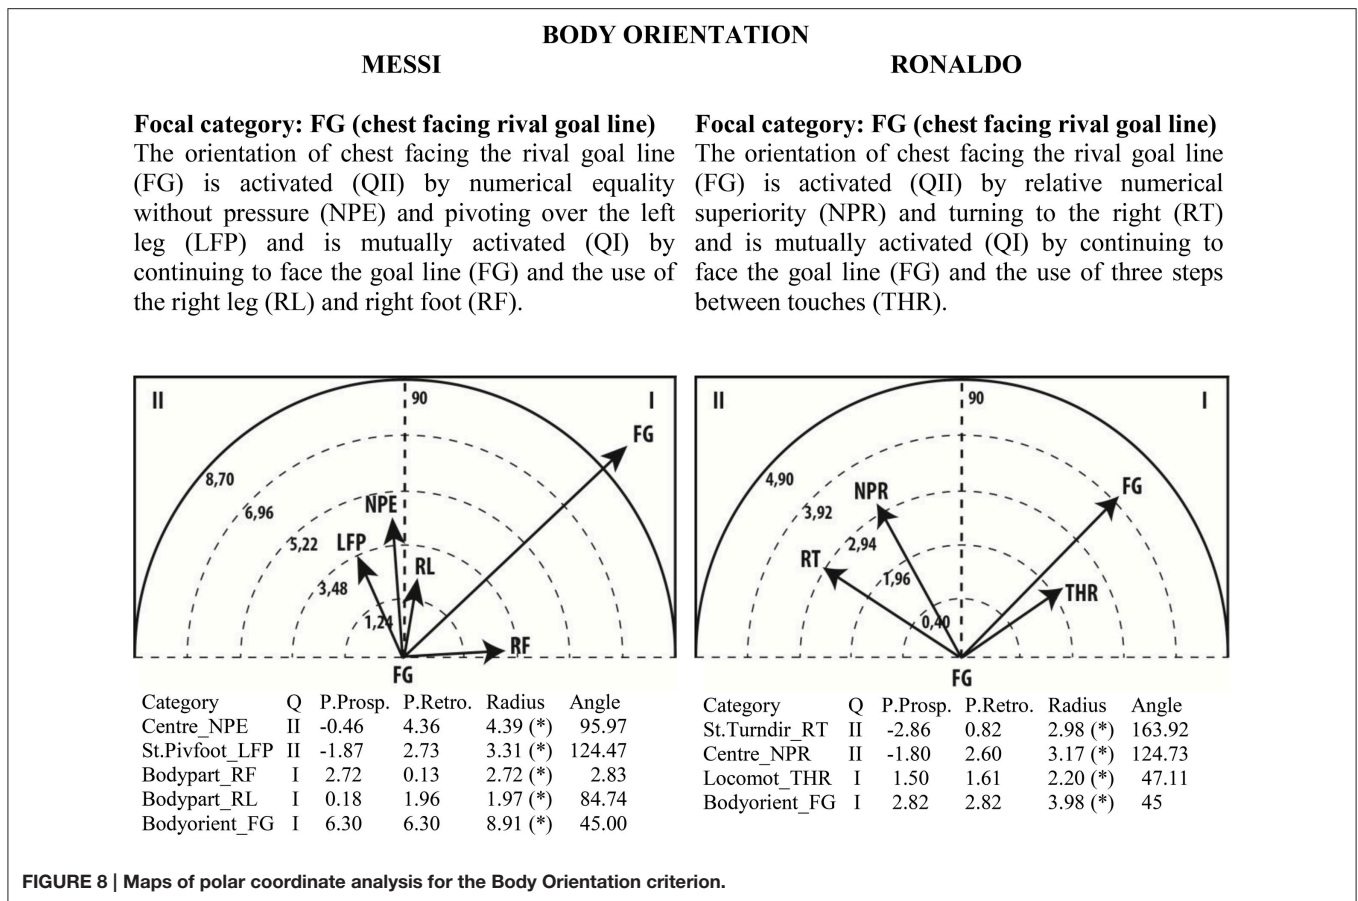 BODY ORIENTATION
MESSI
Focal category: FG (chest facing rival goal line)
The orientation of chest facing the rival goal line
(FG) is activated (QII) by numerical equality
without pressure (NPE) and pivoting over the left
leg (LFP) and is mutually activated (QI) by
continuing to face the goal line (FG) and the use of
the right leg (RL) and right foot (RF).
II
90
I
FG
8,70
6,96
NPE
5,22
LFP
RL
3,48
1,24
RF
FG
Category Q P.Prosp. P.Retro. Radius Angle
Centre_NPE II -0.46 4.36 4.39 (*) 95.97
St.Pivfoot_LFP II -1.87 2.73 3.31 (*) 124.47
Bodypart_RF I 2.72 0.13 2.72 (*) 2.83
Bodypart_RL I 0.18 1.96 1.97 (*) 84.74
Bodyorient_FG I 6.30 6.30 8.91 (*) 45.00
RONALDO
Focal category: FG (chest facing rival goal line)
The orientation of chest facing the rival goal line
(FG) is activated (QII) by relative numerical
superiority (NPR) and turning to the right (RT)
and is mutually activated (QI) by continuing to
face the goal line (FG) and the use of three steps
between touches (THR).
II
90
I
4,90
NPR
FG
3,92
2,94
RT
1,96
THR
0,40
FG
Category Q P.Prosp. P.Retro. Radius Angle
St.Turndir_RT II -2.86 0.82 2.98 (*) 163.92
Centre_NPR II -1.80 2.60 3.17 (*) 124.73
Locomot_THR I 1.50 1.61 2.20 (*) 47.11
Bodyorient_FG I 2.82 2.82 3.98 (*) 45
FIGURE 8 | Maps of polar coordinate analysis for the Body Orientation criterion.